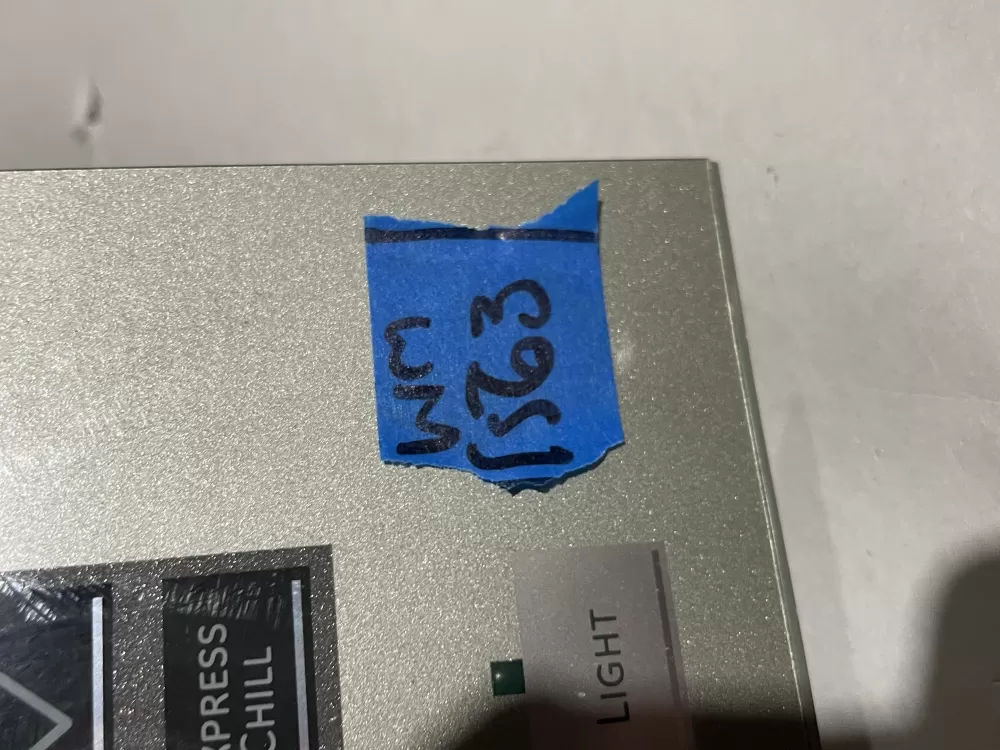 WM
1563
XPRESS
CHILL
LIGHT